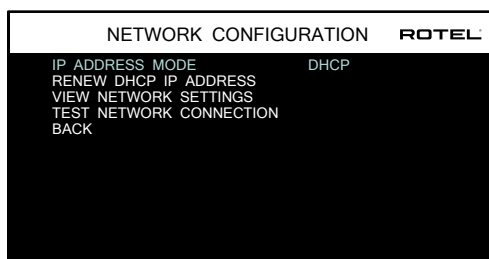 NETWORK CONFIGURATION ROTEL
IP ADDRESS MODE DHCP
RENEW DHCP IP ADDRESS
VIEW NETWORK SETTINGS
TEST NETWORK CONNECTION
BACK